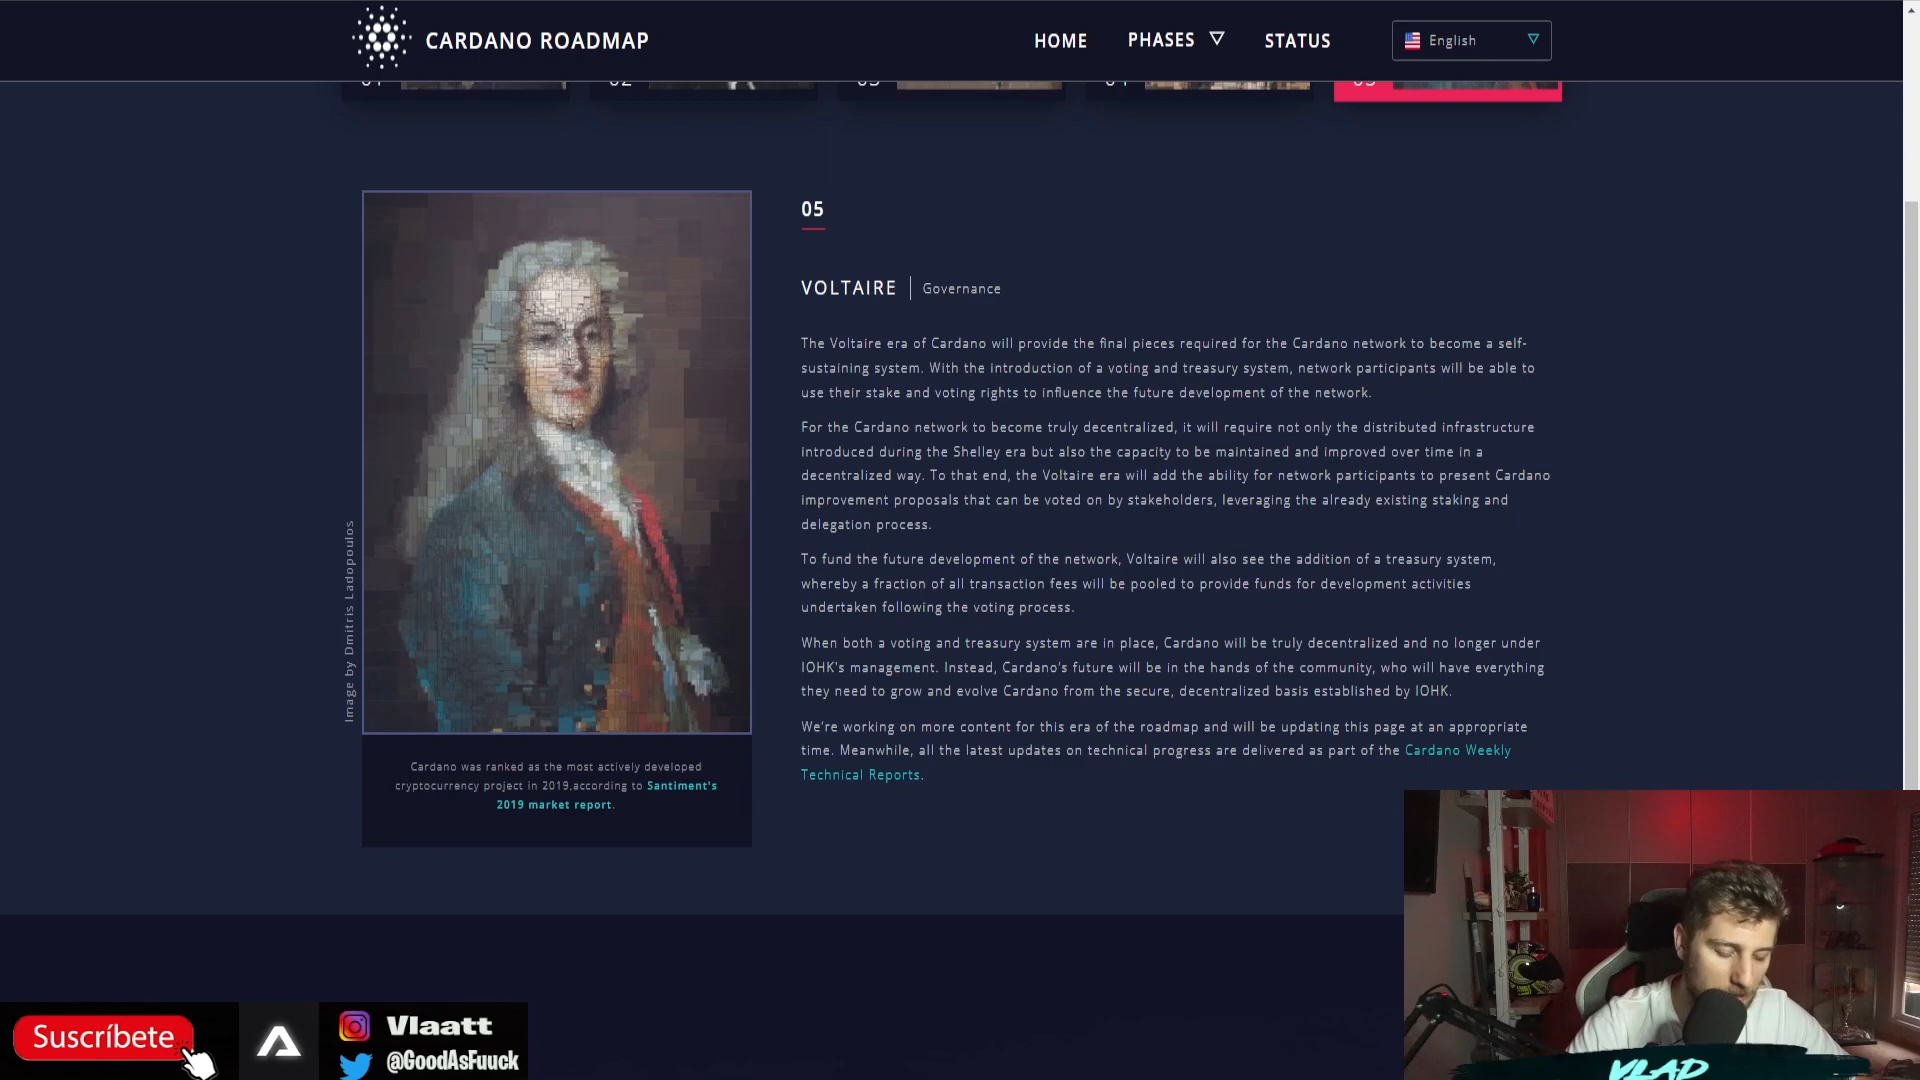 CARDANO ROADMAP
HOME
PHASES
STATUS
English
05
VOLTAIRE
Governance
The Voltaire era of Cardano will provide the final pieces required for the Cardano network to become a self-
sustaining system. With the introduction of a voting and treasury system, network participants will be able to
use their stake and voting rights to influence the future development of the network.
For the Cardano network to become truly decentralized, it will require not only the distributed infrastructure
introduced during the Shelley era but also the capacity to be maintained and improved over time in a
decentralized way. To that end, the Voltaire era will add the ability for network participants to present Cardano
improvement proposals that can be voted on by stakeholders, leveraging the already existing staking and
delegation process.
To fund the future development of the network, Voltaire will also see the addition of a treasury system,
whereby a fraction of all transaction fees will be pooled to provide funds for development activities
undertaken following the voting process.
When both a voting and treasury system are in place, Cardano will be truly decentralized and no longer under
IOHK's management. Instead, Cardano's future will be in the hands of the community, who will have everything
they need to grow and evolve Cardano from the secure, decentralized basis established by IOHK.
We're working on more content for this era of the roadmap and will be updating this page at an appropriate
time. Meanwhile, all the latest updates on technical progress are delivered as part of the Cardano Weekly
Technical Reports.
Image by Dmitris Ladopoulos
Cardano was ranked as the most actively developed
cryptocurrency project in 2019,according to Santiment's
2019 market report.
Suscríbete
Vlaatt
@GoodAsFuuck
VLAD